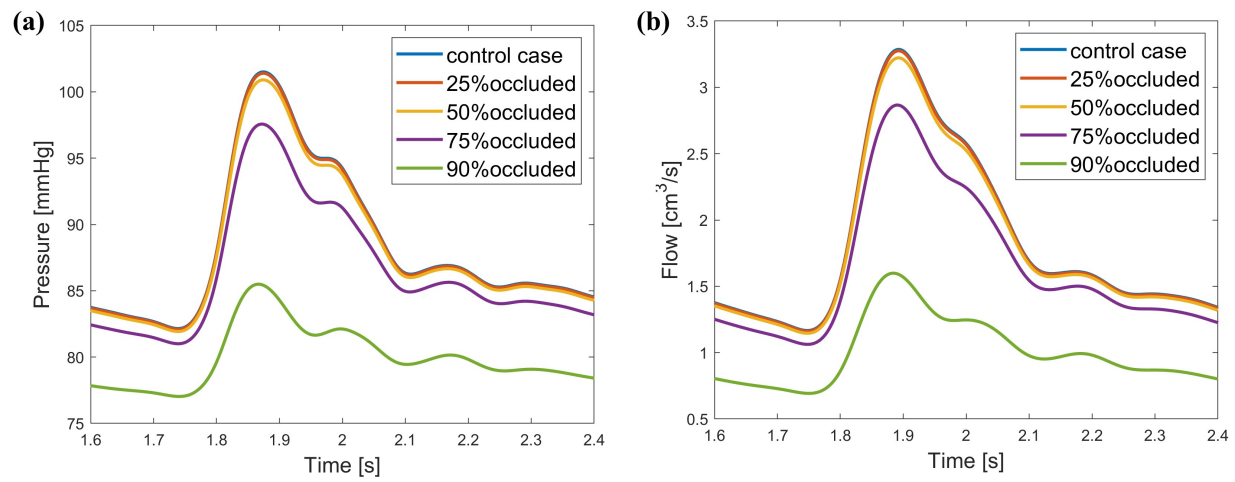 (a)
105
100
95
90
85
80
75
Pressure [mmHg]
1.6 1.7 1.8 1.9 2 2.1 2.2 2.3 2.4
Time [s]
control case
25%occluded
50%occluded
75%occluded
90%occluded
(b)
3.5
3
2.5
2
1.5
1
0.5
Flow [cm³/s]
1.6 1.7 1.8 1.9 2 2.1 2.2 2.3 2.4
Time [s]
control case
25%occluded
50%occluded
75%occluded
90%occluded